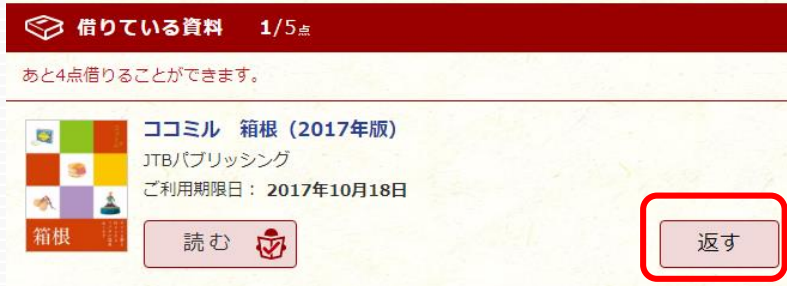 借りている資料 1/5点
あと4点借りることができます。
ココミル 箱根（2017年版）
JTBパブリッシング
ご利用期限日： 2017年10月18日
箱根
読む
返す